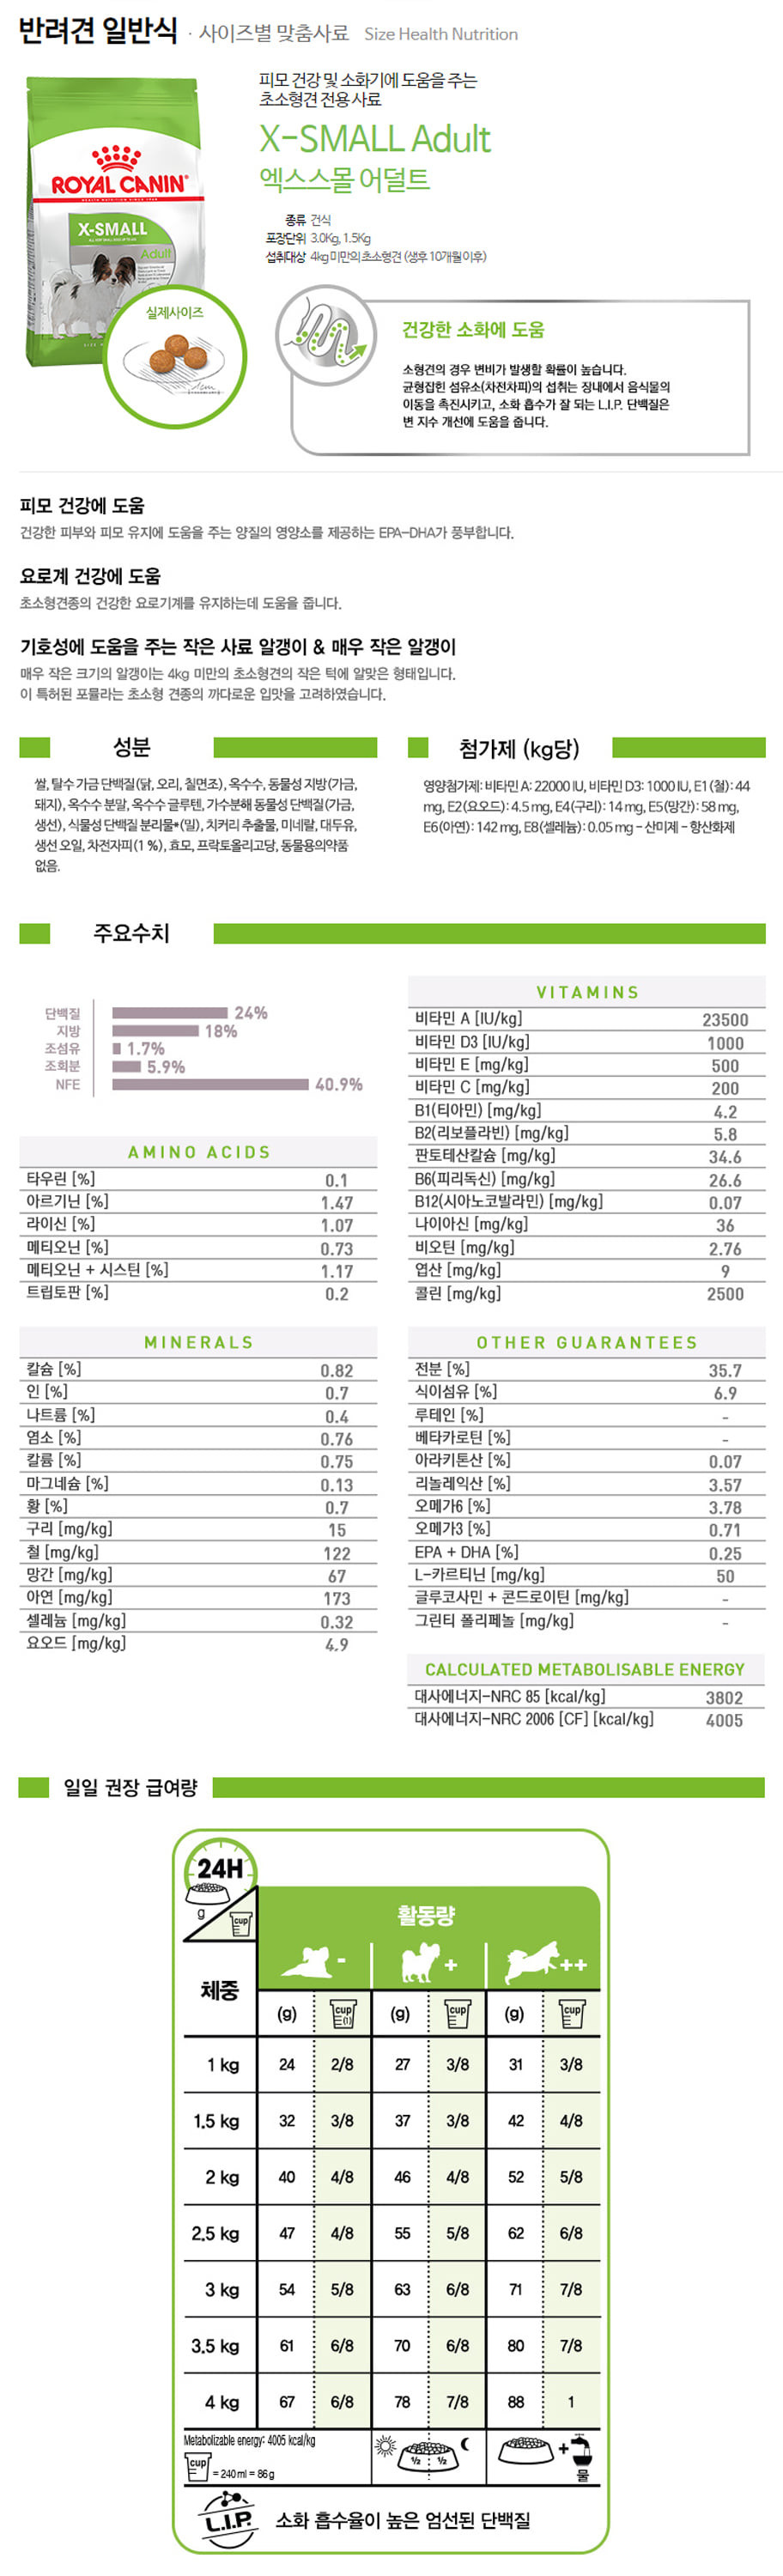 반려견 일반식 · 사이즈별 맞춤사료 Size Health Nutrition
피모 건강 및 소화기에 도움을 주는
초소형견 전용 사료
X-SMALL Adult
엑스스몰 어덜트
종류 건식
포장단위 3.0Kg, 1.5Kg
섭취대상 4kg 미만의 초소형견 (생후 10개월 이후)
ROYAL CANIN
HEALTH NUTRITION SINCE 1968
X-SMALL
Adult
실제사이즈
1cm
건강한 소화에 도움
소형견의 경우 변비가 발생할 확률이 높습니다.
균형잡힌 섬유소(차전차피)의 섭취는 장내에서 음식물의
이동을 촉진시키고, 소화 흡수가 잘 되는 L.I.P. 단백질은
변 지수 개선에 도움을 줍니다.
피모 건강에 도움
건강한 피부와 피모 유지에 도움을 주는 양질의 영양소를 제공하는 EPA-DHA가 풍부합니다.
요로계 건강에 도움
초소형견종의 건강한 요로기계를 유지하는데 도움을 줍니다.
기호성에 도움을 주는 작은 사료 알갱이 & 매우 작은 알갱이
매우 작은 크기의 알갱이는 4kg 미만의 초소형견의 작은 턱에 알맞은 형태입니다.
이 특허된 포뮬라는 초소형 견종의 까다로운 입맛을 고려하였습니다.
성분
쌀, 탈수 가금 단백질(닭, 오리, 칠면조), 옥수수, 동물성 지방(가금,
돼지), 옥수수 분말, 옥수수 글루텐, 가수분해 동물성 단백질(가금,
생선), 식물성 단백질 분리물*(밀), 치커리 추출물, 미네랄, 대두유,
생선 오일, 차전자피(1 %), 효모, 프락토올리고당, 동물용의약품
없음.
첨가제 (kg당)
영양첨가제: 비타민 A: 22000 IU, 비타민 D3: 1000 IU, E1 (철): 44
mg, E2 (요오드): 4.5 mg, E4(구리): 14 mg, E5(망간): 58 mg,
E6(아연): 142 mg, E8(셀레늄): 0.05 mg - 산미제 - 항산화제
주요수치
단백질 24%
지방 18%
조섬유 1.7%
조회분 5.9%
NFE 40.9%
AMINO ACIDS
타우린 [%] 0.1
아르기닌 [%] 1.47
라이신 [%] 1.07
메티오닌 [%] 0.73
메티오닌 + 시스틴 [%] 1.17
트립토판 [%] 0.2
MINERALS
칼슘 [%] 0.82
인 [%] 0.7
나트륨 [%] 0.4
염소 [%] 0.76
칼륨 [%] 0.75
마그네슘 [%] 0.13
황 [%] 0.7
구리 [mg/kg] 15
철 [mg/kg] 122
망간 [mg/kg] 67
아연 [mg/kg] 173
셀레늄 [mg/kg] 0.32
요오드 [mg/kg] 4.9
VITAMINS
비타민 A [IU/kg] 23500
비타민 D3 [IU/kg] 1000
비타민 E [mg/kg] 500
비타민 C [mg/kg] 200
B1(티아민) [mg/kg] 4.2
B2(리보플라빈) [mg/kg] 5.8
판토테산칼슘 [mg/kg] 34.6
B6(피리독신) [mg/kg] 26.6
B12(시아노코발라민) [mg/kg] 0.07
나이아신 [mg/kg] 36
비오틴 [mg/kg] 2.76
엽산 [mg/kg] 9
콜린 [mg/kg] 2500
OTHER GUARANTEES
전분 [%] 35.7
식이섬유 [%] 6.9
루테인 [%] -
베타카로틴 [%] -
아라키톤산 [%] 0.07
리놀레익산 [%] 3.57
오메가6 [%] 3.78
오메가3 [%] 0.71
EPA + DHA [%] 0.25
L-카르티닌 [mg/kg] 50
글루코사민 + 콘드로이틴 [mg/kg] -
그린티 폴리페놀 [mg/kg] -
CALCULATED METABOLISABLE ENERGY
대사에너지-NRC 85 [kcal/kg] 3802
대사에너지-NRC 2006 [CF] [kcal/kg] 4005
일일 권장 급여량
24H
g cup
활동량
체중 - + ++
(g) cup (1) (g) cup (g) cup
1 kg 24 2/8 27 3/8 31 3/8
1.5 kg 32 3/8 37 3/8 42 4/8
2 kg 40 4/8 46 4/8 52 5/8
2.5 kg 47 4/8 55 5/8 62 6/8
3 kg 54 5/8 63 6/8 71 7/8
3.5 kg 61 6/8 70 6/8 80 7/8
4 kg 67 6/8 78 7/8 88 1
Metabolizable energy: 4005 kcal/kg
cup = 240 ml = 86 g
½ ½
+ 물
L.I.P. 소화 흡수율이 높은 엄선된 단백질